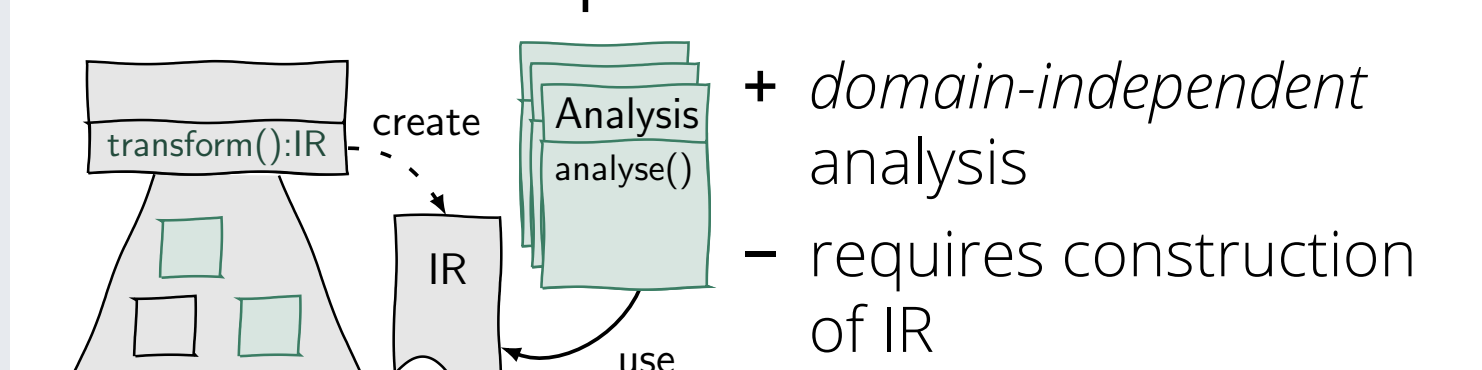 create
transform():IR
IR
Analysis
analyse()
use
+ domain-independent
analysis
− requires construction
of IR